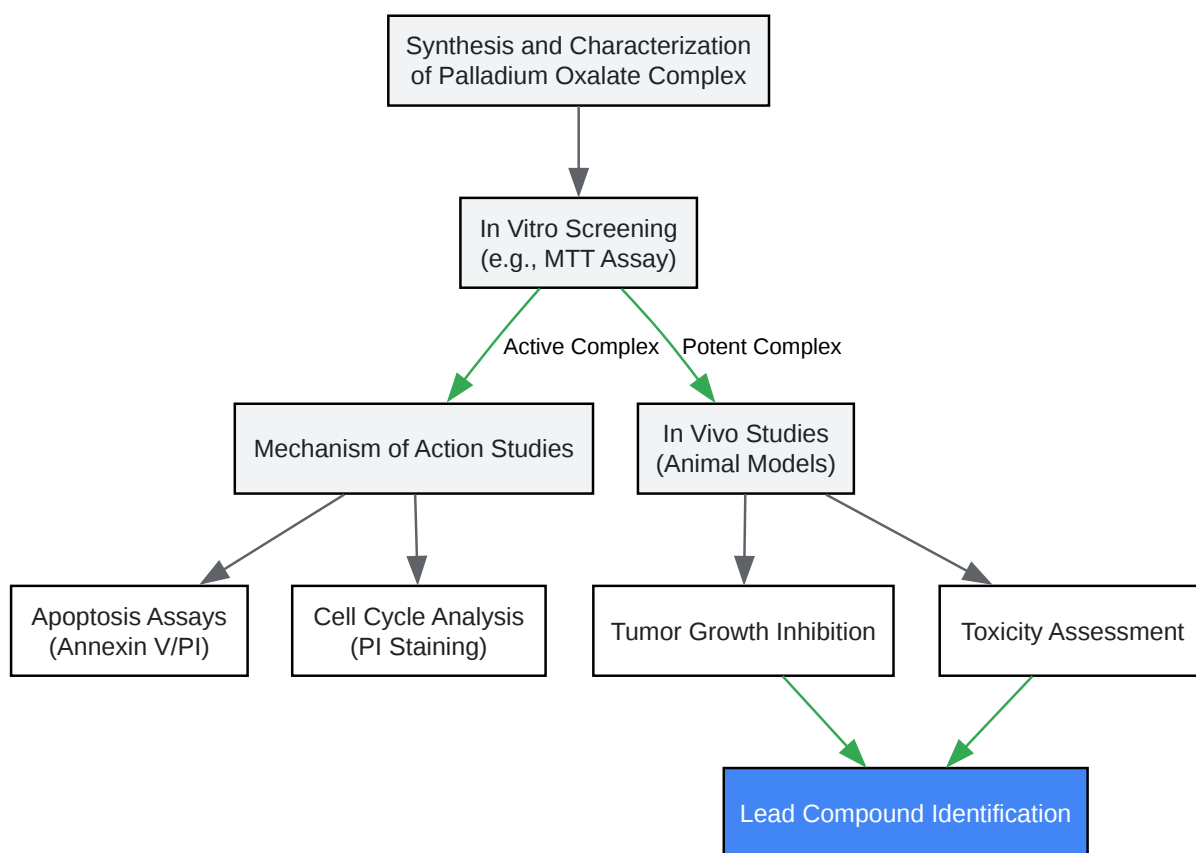 Synthesis and Characterization
of Palladium Oxalate Complex
In Vitro Screening
(e.g., MTT Assay)
Active Complex
Potent Complex
Mechanism of Action Studies
In Vivo Studies
(Animal Models)
Apoptosis Assays
(Annexin V/PI)
Cell Cycle Analysis
(PI Staining)
Tumor Growth Inhibition
Toxicity Assessment
Lead Compound Identification